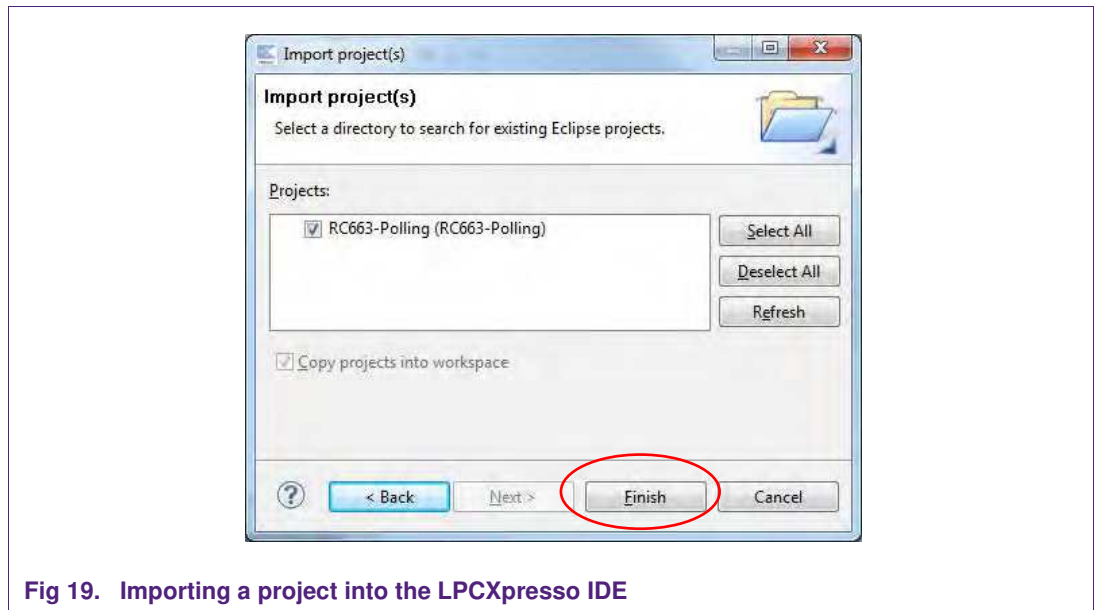 Import project(s)
Import project(s)
Select a directory to search for existing Eclipse projects.
Projects:
RC663-Polling (RC663-Polling)
Select All
Deselect All
Refresh
Copy projects into workspace
?
< Back
Next >
Finish
Cancel
Fig 19. Importing a project into the LPCXpresso IDE